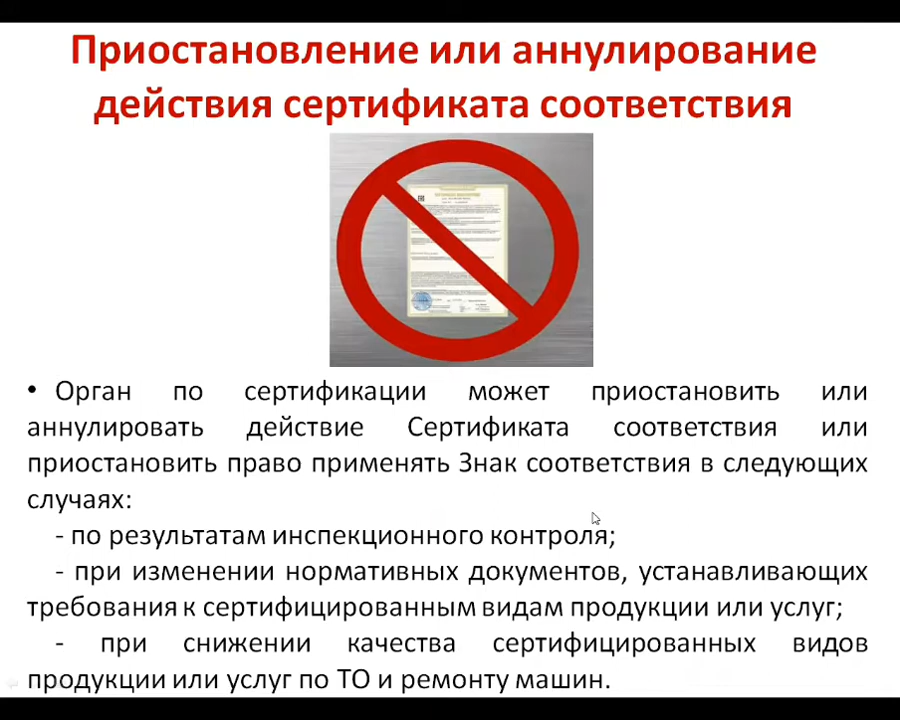 Приостановление или аннулирование
действия сертификата соответствия
• Орган по сертификации может приостановить или
аннулировать действие Сертификата соответствия или
приостановить право применять Знак соответствия в следующих
случаях:
- по результатам инспекционного контроля;
- при изменении нормативных документов, устанавливающих
требования к сертифицированным видам продукции или услуг;
- при снижении качества сертифицированных видов
продукции или услуг по ТО и ремонту машин.